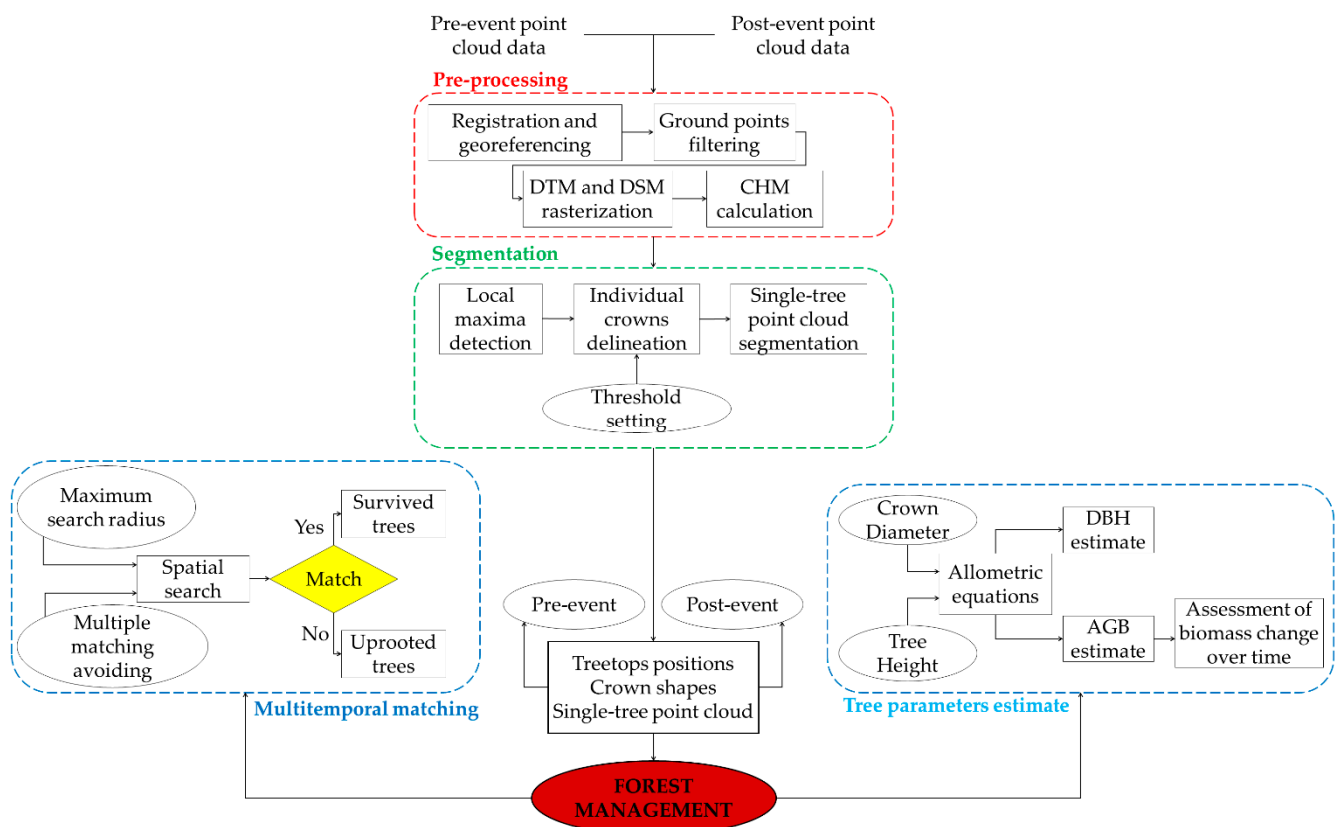 Pre-event point
cloud data
Post-event point
cloud data
Pre-processing
Registration and
georeferencing
Ground points
filtering
DTM and DSM
rasterization
CHM
calculation
Segmentation
Local
maxima
detection
Individual
crowns
delineation
Single-tree
point cloud
segmentation
Threshold
setting
Maximum
search radius
Multiple
matching
avoiding
Spatial
search
Match
Yes
No
Survived
trees
Uprooted
trees
Multitemporal matching
Pre-event
Post-event
Treetops positions
Crown shapes
Single-tree point cloud
Crown
Diameter
Tree
Height
Allometric
equations
DBH
estimate
AGB
estimate
Assessment of
biomass change
over time
Tree parameters estimate
FOREST
MANAGEMENT